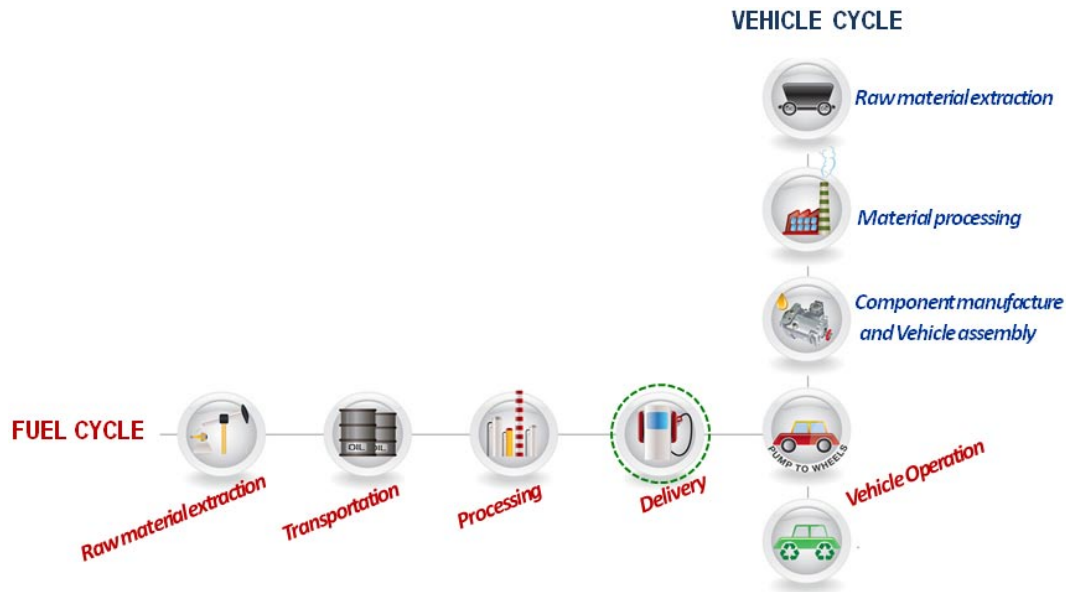 VEHICLE CYCLE
Raw material extraction
Material processing
Component manufacture
and Vehicle assembly
FUEL CYCLE
OIL OIL
PUMP TO WHEELS
Raw material extraction
Transportation
Processing
Delivery
Vehicle Operation